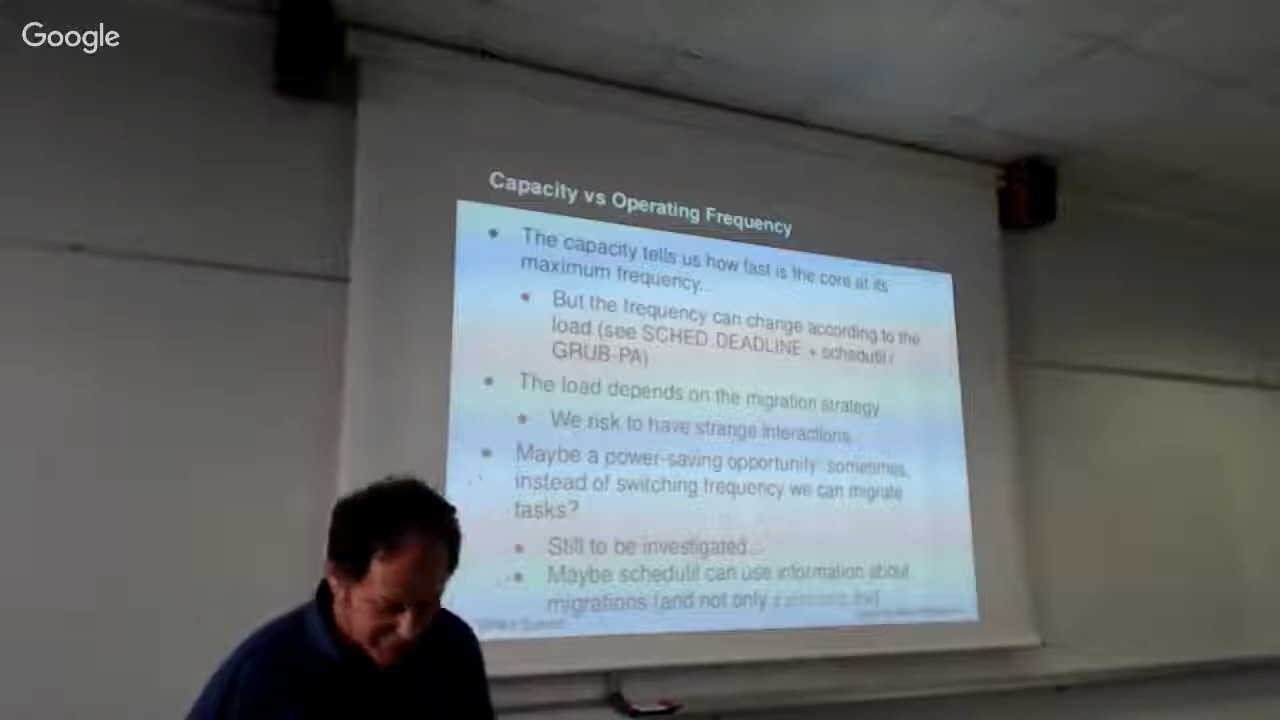 Google
Capacity vs Operating Frequency
• The capacity tells us how fast is the core at its
maximum frequency...
• But the frequency can change according to the
load (see SCHED_DEADLINE + schedutil /
GRUB-PA)
• The load depends on the migration strategy
• We risk to have strange interactions
• Maybe a power-saving opportunity: sometimes,
instead of switching frequency we can migrate
tasks?
• Still to be investigated...
• Maybe schedutil can use information about
migrations (and not only